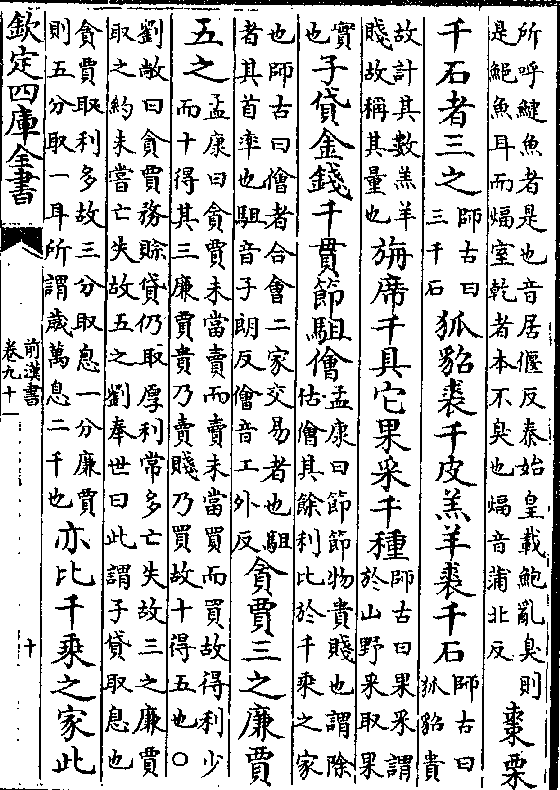 所呼鰱魚者是也音居偃反秦始皇載鮑亂臭則是鮑魚耳而煏室乾者本不臭也煏音蒲北反棗栗
千石者三之師古曰三千石狐貂裘千皮羔羊裘千石師古曰狐貂貴
故計其數羔羊賤故稱其量也旃席千具它果采千種師古曰果采謂於山野采取果
實也子貸金錢千貫節駔儈孟康曰節節物貴賤也謂除估儈其餘利比於千乘之家
也師古曰儈者合會二家交易者也駔者其首率也駔音子朗反儈音工外反貪賈三之廉賈
五之孟康曰貪賈未當賣而賣未當買而買故得利少而十得其三廉賈貴乃賣賤乃買故十得五也○
劉敞曰貪賈務賒貸仍取厚利常多亡失故三之廉賈取之約未嘗亡失故五之劉奉世曰此謂子貸取息也
貪賈取利多故三分取息一分廉賈則五分取一耳所謂歲萬息二千也亦比千乘之家此
欽定四庫全書
前漢書
卷九十一
十